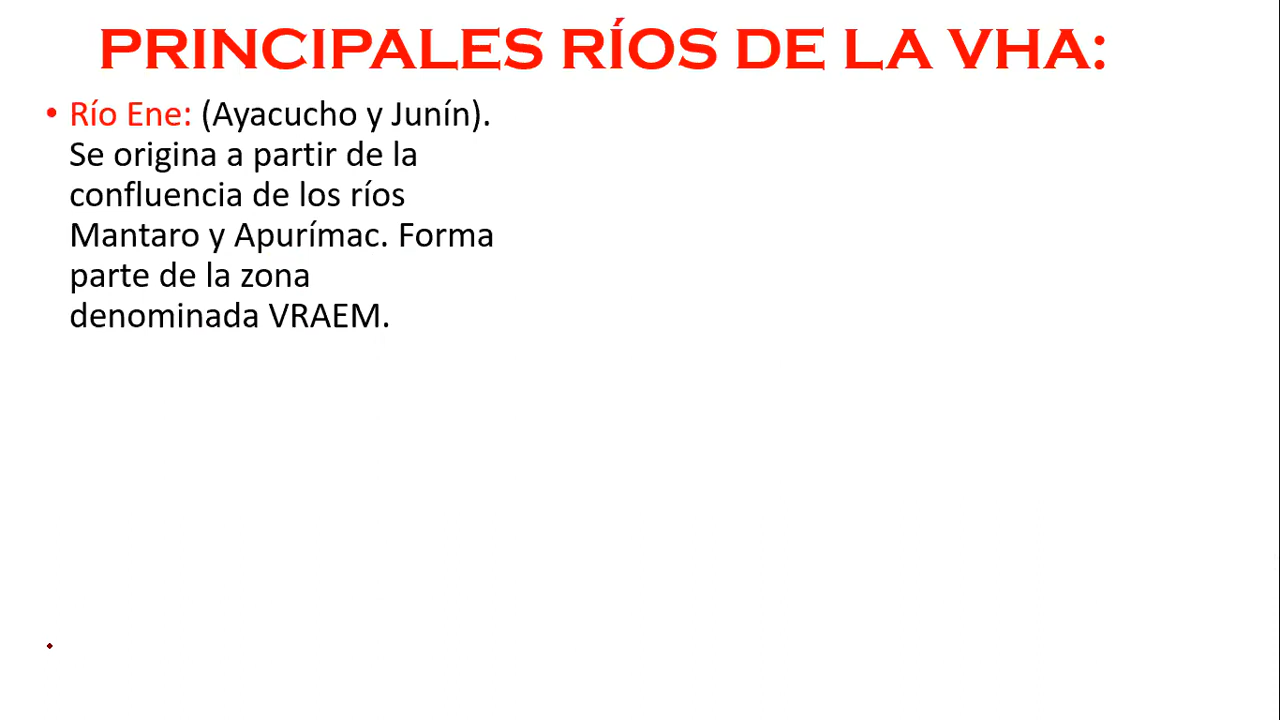 PRINCIPALES RÍOS DE LA VHA:
• Río Ene: (Ayacucho y Junín).
Se origina a partir de la
confluencia de los ríos
Mantaro y Apurímac. Forma
parte de la zona
denominada VRAEM.